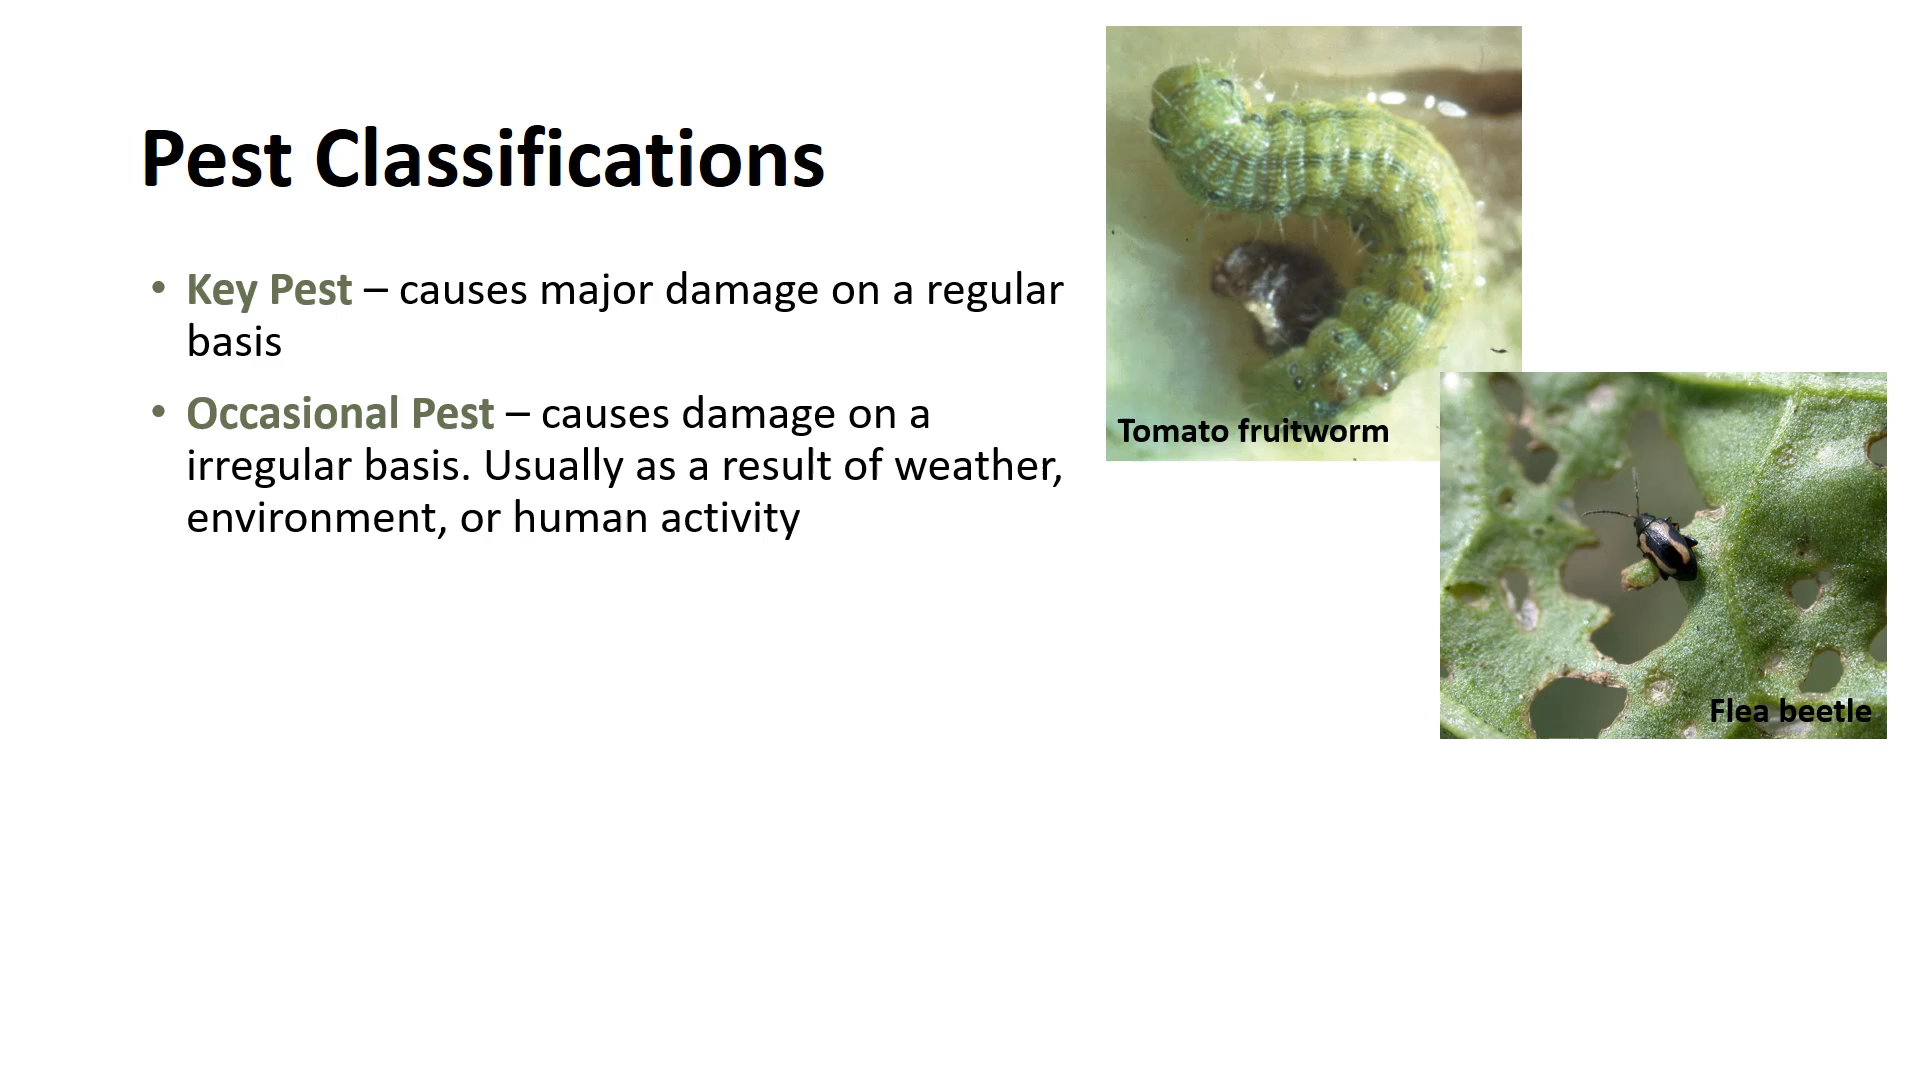 Pest Classifications
• Key Pest – causes major damage on a regular
basis
• Occasional Pest – causes damage on a
irregular basis. Usually as a result of weather,
environment, or human activity
Tomato fruitworm
Flea beetle